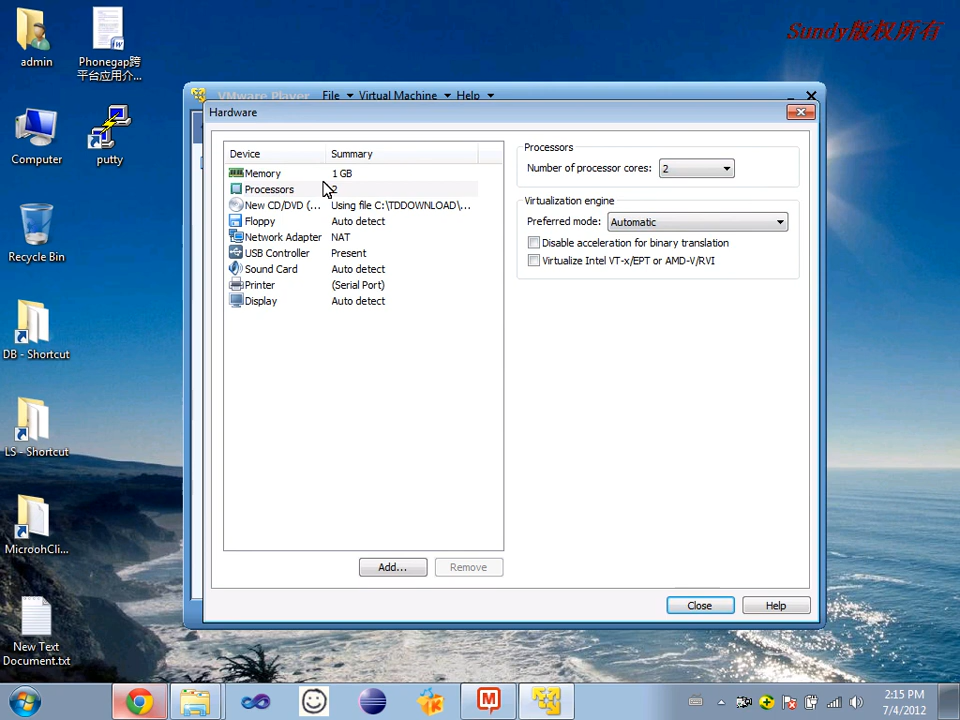 Sundy版权所有
admin
Phonegap跨
平台应用介...
Computer
putty
Recycle Bin
DB - Shortcut
LS - Shortcut
MicroohCli...
New Text
Document.txt
VMware Player File Virtual Machine Help
Hardware
Device Summary
Memory 1 GB
Processors 2
New CD/DVD (... Using file C:\TDDOWNLOAD\...
Floppy Auto detect
Network Adapter NAT
USB Controller Present
Sound Card Auto detect
Printer (Serial Port)
Display Auto detect
Add... Remove
Processors
Number of processor cores: 2
Virtualization engine
Preferred mode: Automatic
Disable acceleration for binary translation
Virtualize Intel VT-x/EPT or AMD-V/RVI
Close Help
2:15 PM
7/4/2012